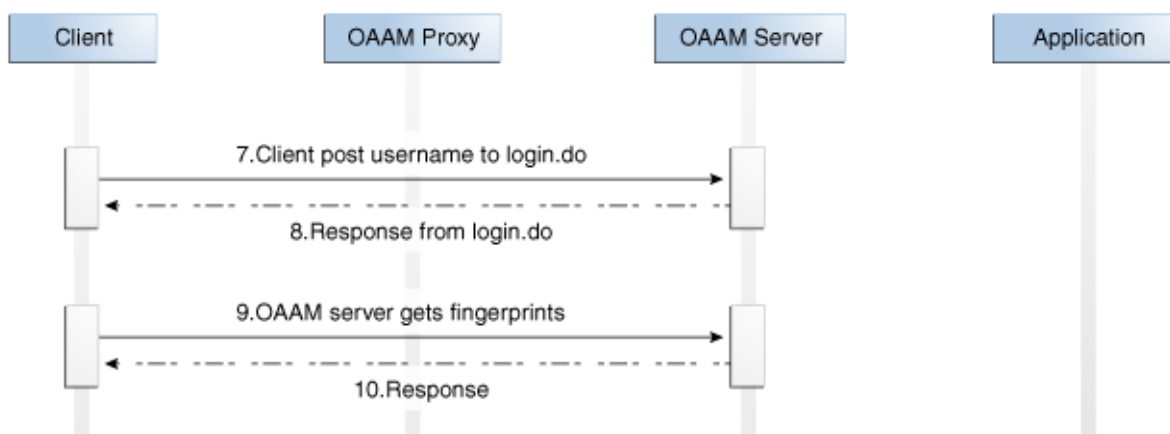 Client
OAAM Proxy
OAAM Server
Application
7.Client post username to login.do
8.Response from login.do
9.OAAM server gets fingerprints
10.Response